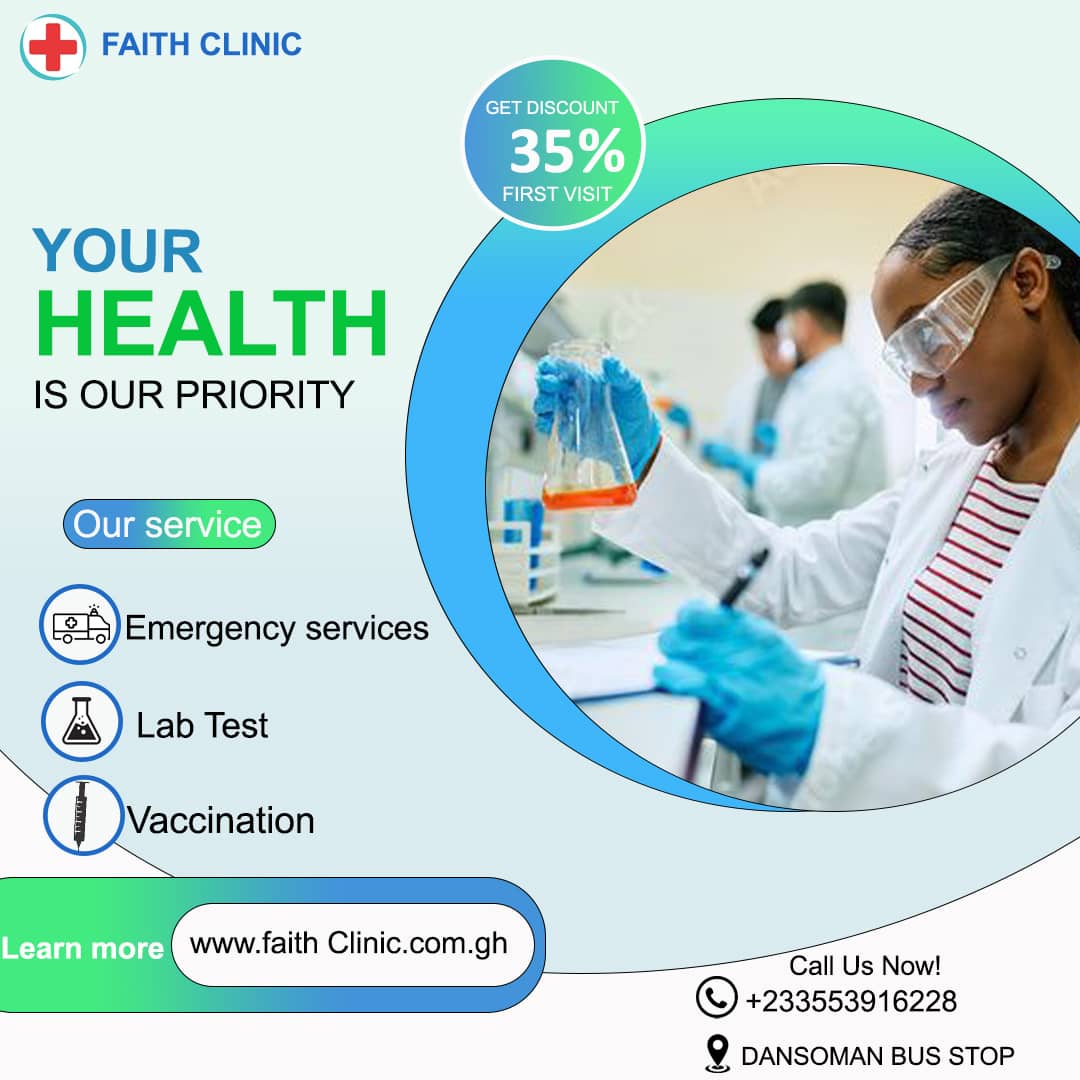 FAITH CLINIC
GET DISCOUNT
35%
FIRST VISIT
YOUR
HEALTH
IS OUR PRIORITY
Our service
Emergency services
Lab Test
Vaccination
Learn more
www.faith Clinic.com.gh
Call Us Now!
+233553916228
DANSOMAN BUS STOP